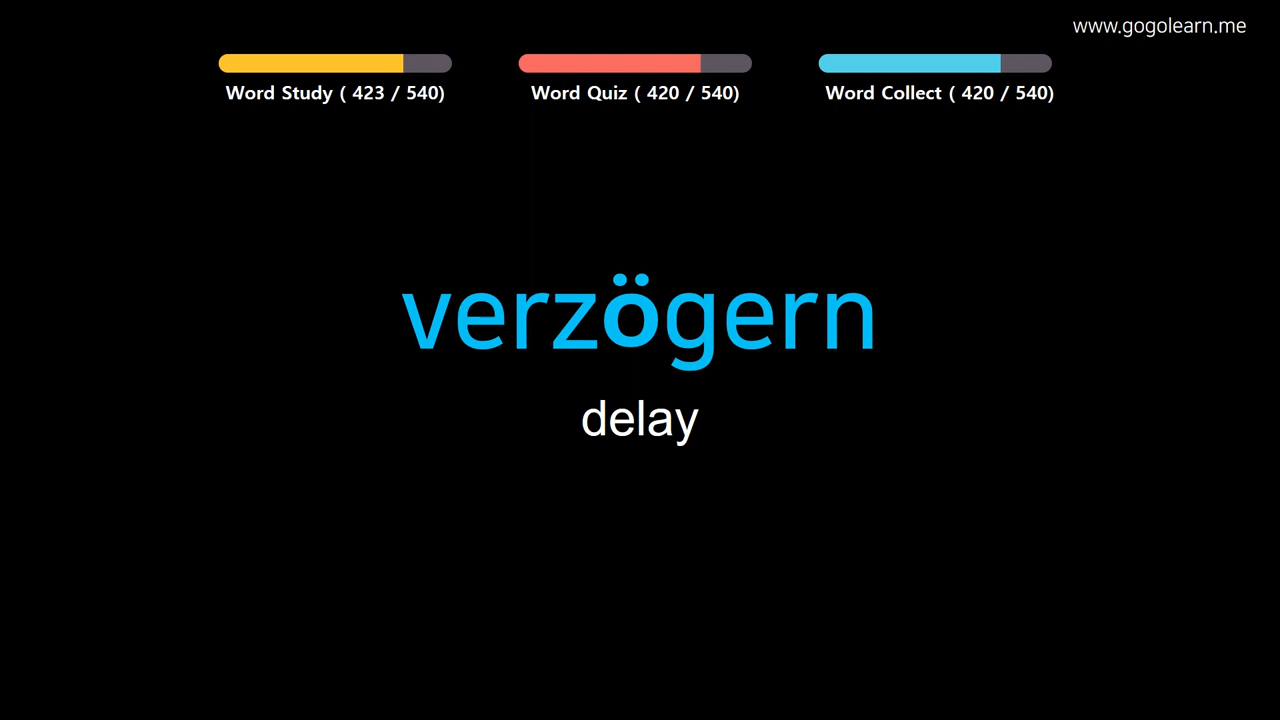 www.gogolearn.me
Word Study ( 423 / 540)
Word Quiz ( 420 / 540)
Word Collect ( 420 / 540)
verzögern
delay